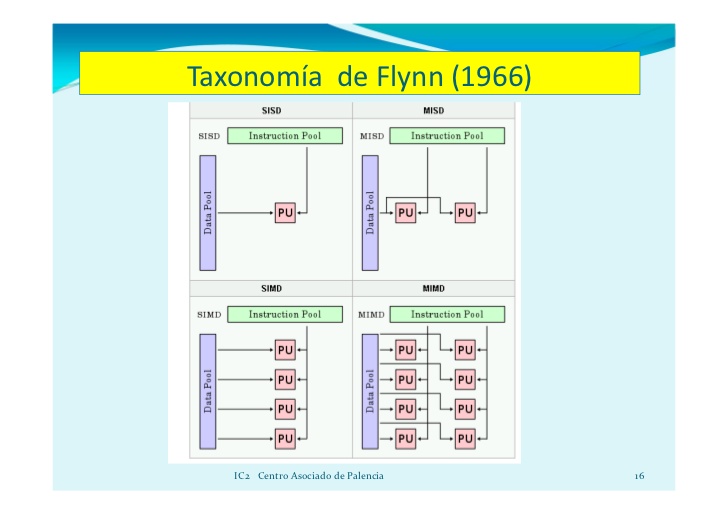 Taxonomía de Flynn (1966)
SISD
MISD
SISD
Instruction Pool
MISD
Instruction Pool
Data Pool
PU
Data Pool
PU
PU
SIMD
MIMD
SIMD
Instruction Pool
MIMD
Instruction Pool
Data Pool
PU
PU
PU
PU
Data Pool
PU
PU
PU
PU
PU
PU
PU
PU
IC2 Centro Asociado de Palencia
16